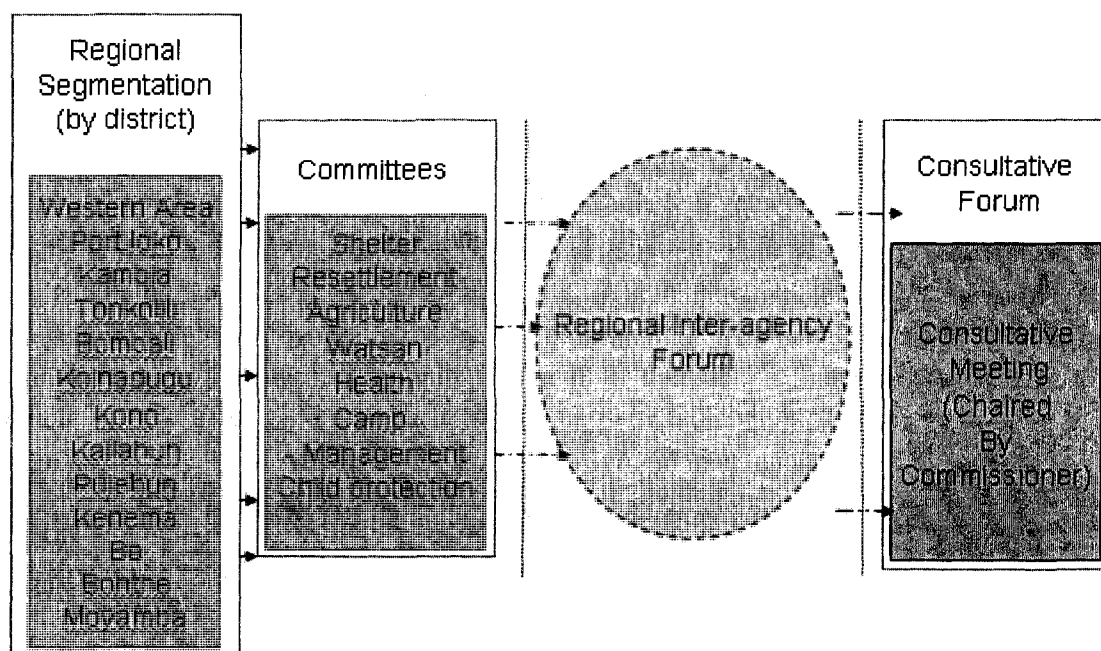 Regional
Segmentation
(by district)
Western Area
Port loko
Kambia
Tonkolili
Bombali
Koinadugu
Kono
Kailahun
Pujehun
Kenema
Bo
Bonthe
Moyamba
Committees
Shelter
Resettlement
Agriculture
Watsan
Health
Camp
Management
Child protection
Regional Inter-agency
Forum
Consultative
Forum
Consultative
Meeting
(Chaired
By
Commissioner)